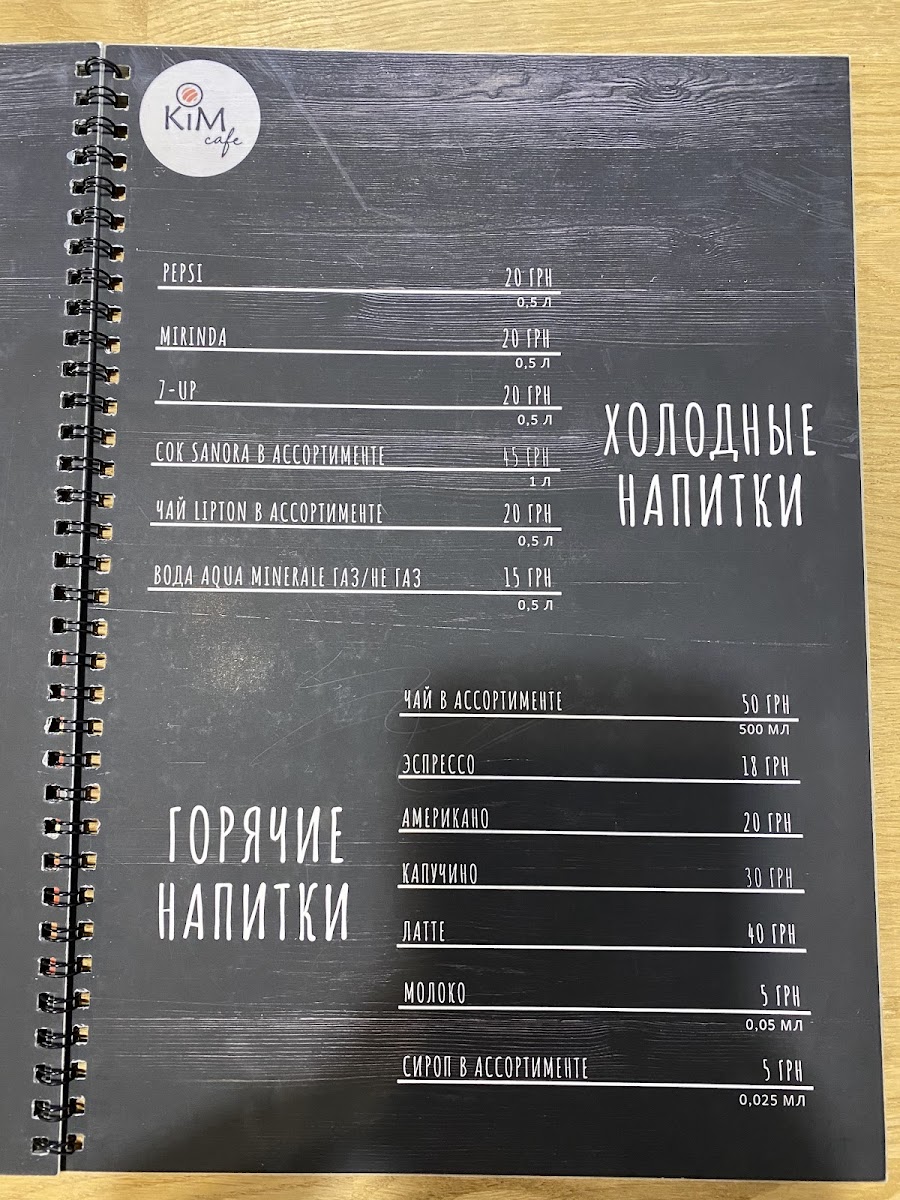 KiM
cafe
PEPSI 20 ГРН
0,5 Л
MIRINDA 20 ГРН
0,5 Л
7-UP 20 ГРН
0,5 Л
СОК SANORA В АССОРТИМЕНТЕ 45 ГРН
1 Л
ЧАЙ LIPTON В АССОРТИМЕНТЕ 20 ГРН
0,5 Л
ВОДА AQUA MINERALE ГАЗ/НЕ ГАЗ 15 ГРН
0,5 Л
ХОЛОДНЫЕ
НАПИТКИ
ГОРЯЧИЕ
НАПИТКИ
ЧАЙ В АССОРТИМЕНТЕ 50 ГРН
500 МЛ
ЭСПРЕССО 18 ГРН
АМЕРИКАНО 20 ГРН
КАПУЧИНО 30 ГРН
ЛАТТЕ 40 ГРН
МОЛОКО 5 ГРН
0,05 МЛ
СИРОП В АССОРТИМЕНТЕ 5 ГРН
0,025 МЛ